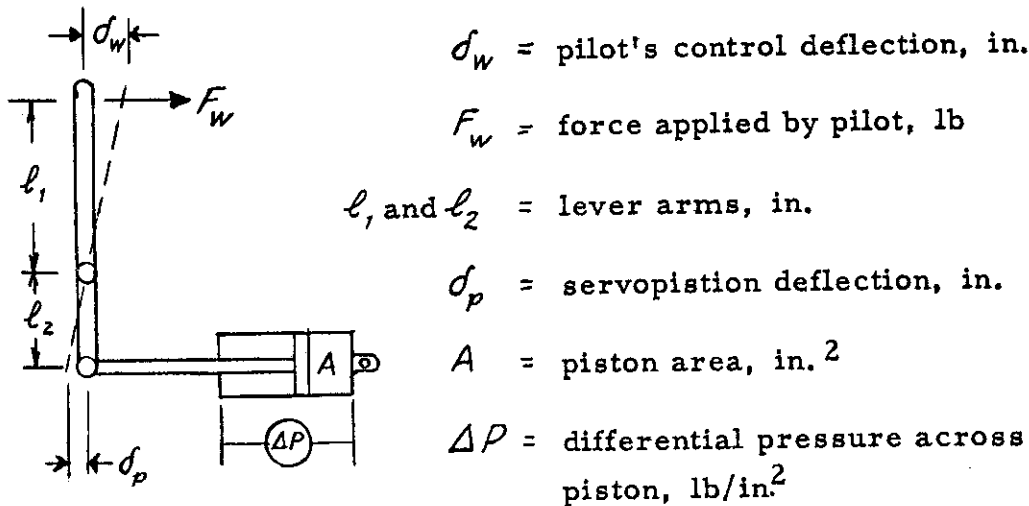 δw
Fw
ℓ1
ℓ2
A
ΔP
δp
δw = pilot's control deflection, in.
Fw = force applied by pilot, lb
ℓ1 and ℓ2 = lever arms, in.
δp = servopistion deflection, in.
A = piston area, in.²
ΔP = differential pressure across
piston, lb/in.²